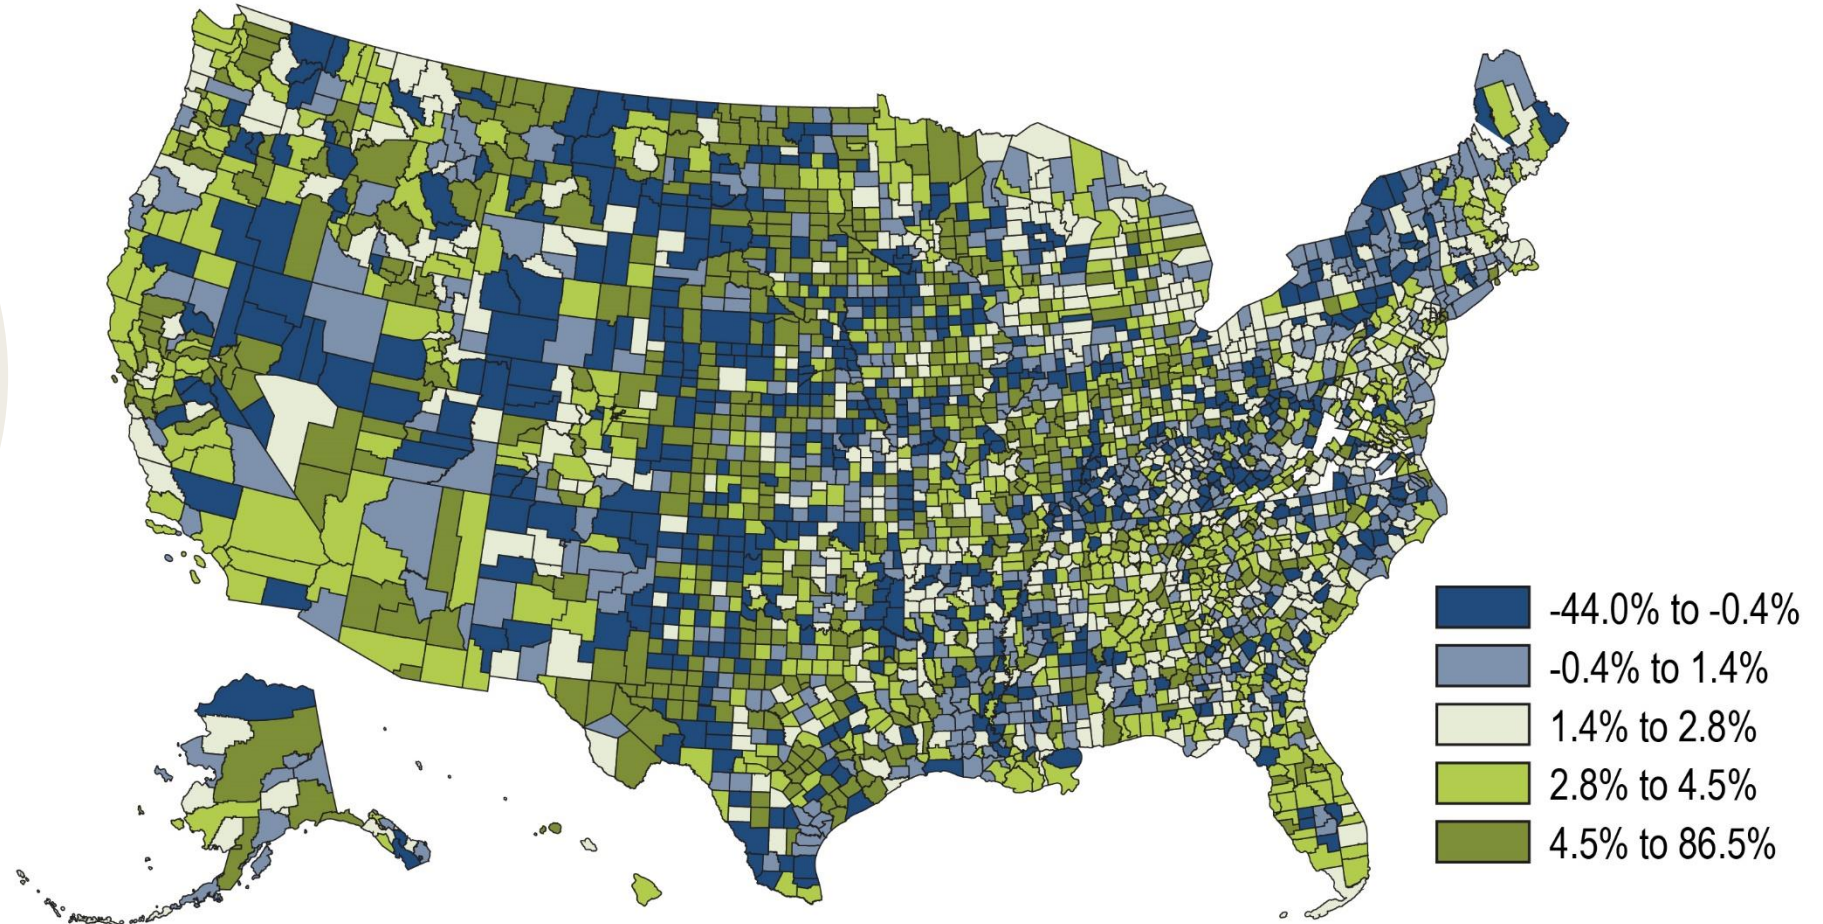 -44.0% to -0.4%
-0.4% to 1.4%
1.4% to 2.8%
2.8% to 4.5%
4.5% to 86.5%